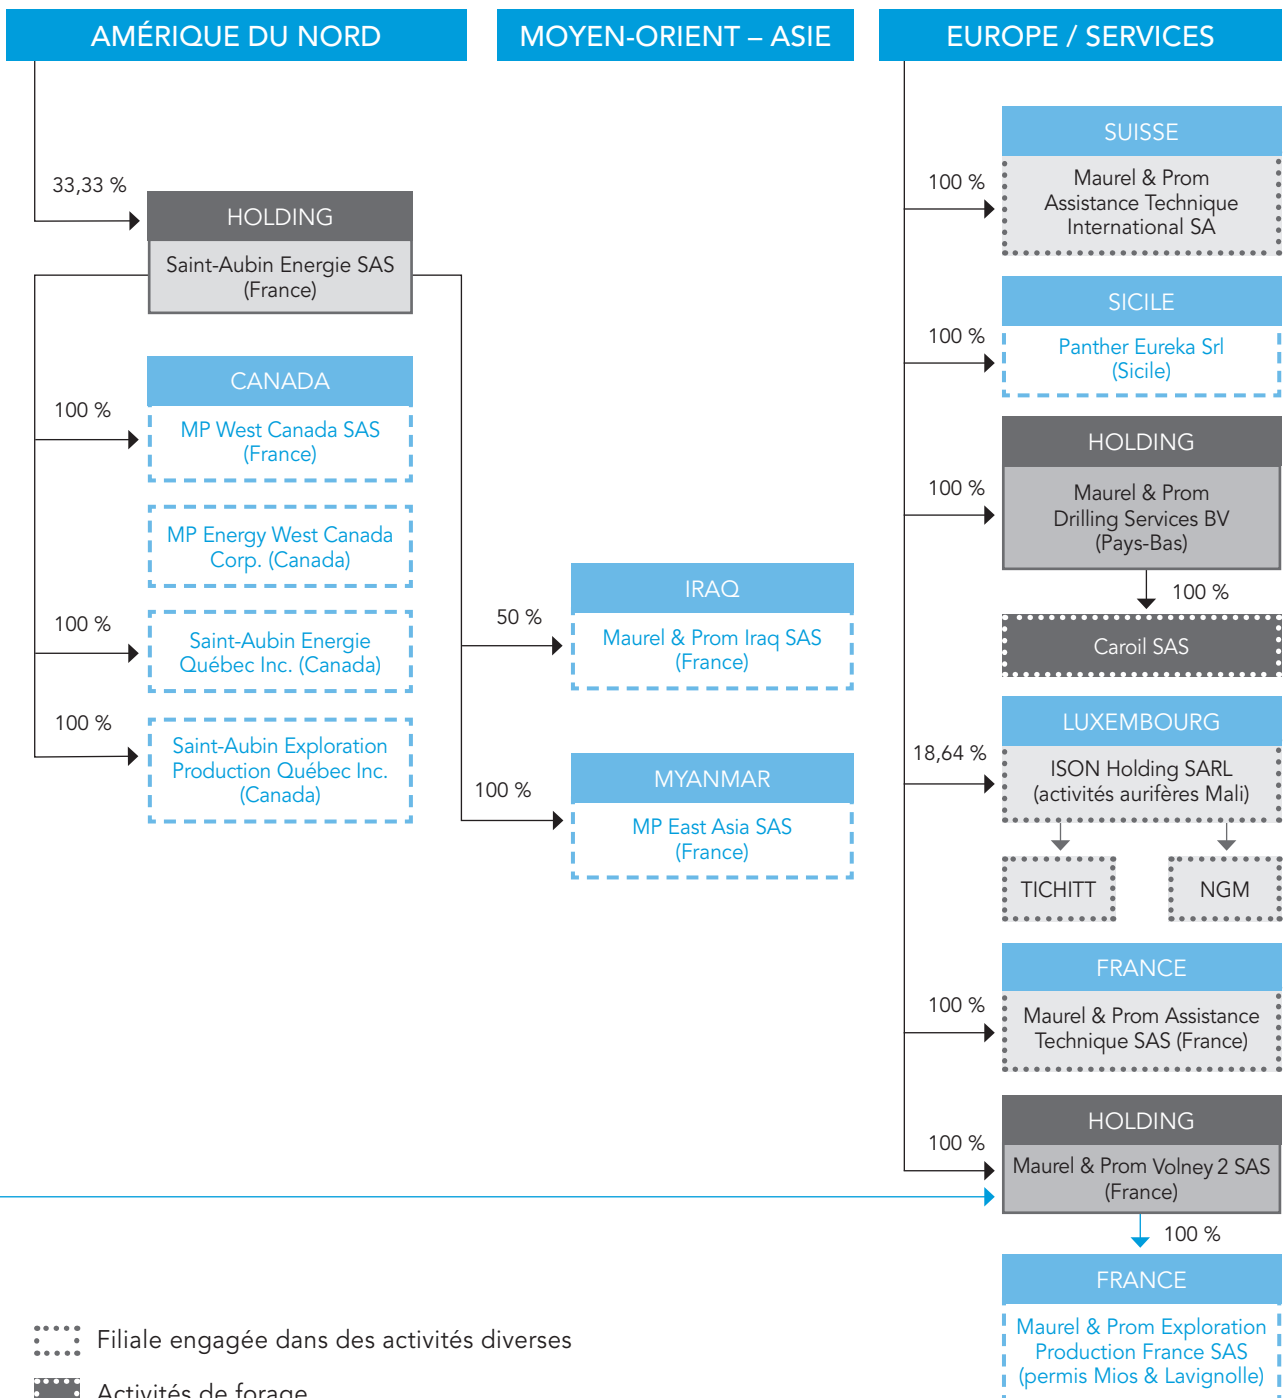 AMÉRIQUE DU NORD
33,33 %
HOLDING
Saint-Aubin Energie SAS
(France)
CANADA
100 %
MP West Canada SAS
(France)
MP Energy West Canada
Corp. (Canada)
100 %
Saint-Aubin Energie
Québec Inc. (Canada)
100 %
Saint-Aubin Exploration
Production Québec Inc.
(Canada)
MOYEN-ORIENT – ASIE
50 %
IRAQ
Maurel & Prom Iraq SAS
(France)
100 %
MYANMAR
MP East Asia SAS
(France)
EUROPE / SERVICES
SUISSE
100 %
Maurel & Prom
Assistance Technique
International SA
SICILE
100 %
Panther Eureka Srl
(Sicile)
HOLDING
100 %
Maurel & Prom
Drilling Services BV
(Pays-Bas)
100 %
Caroil SAS
LUXEMBOURG
18,64 %
ISON Holding SARL
(activités aurifères Mali)
TICHITT
NGM
FRANCE
100 %
Maurel & Prom Assistance
Technique SAS (France)
HOLDING
100 %
Maurel & Prom Volney 2 SAS
(France)
100 %
FRANCE
Maurel & Prom Exploration
Production France SAS
(permis Mios & Lavignolle)
Filiale engagée dans des activités diverses
Activités de forage